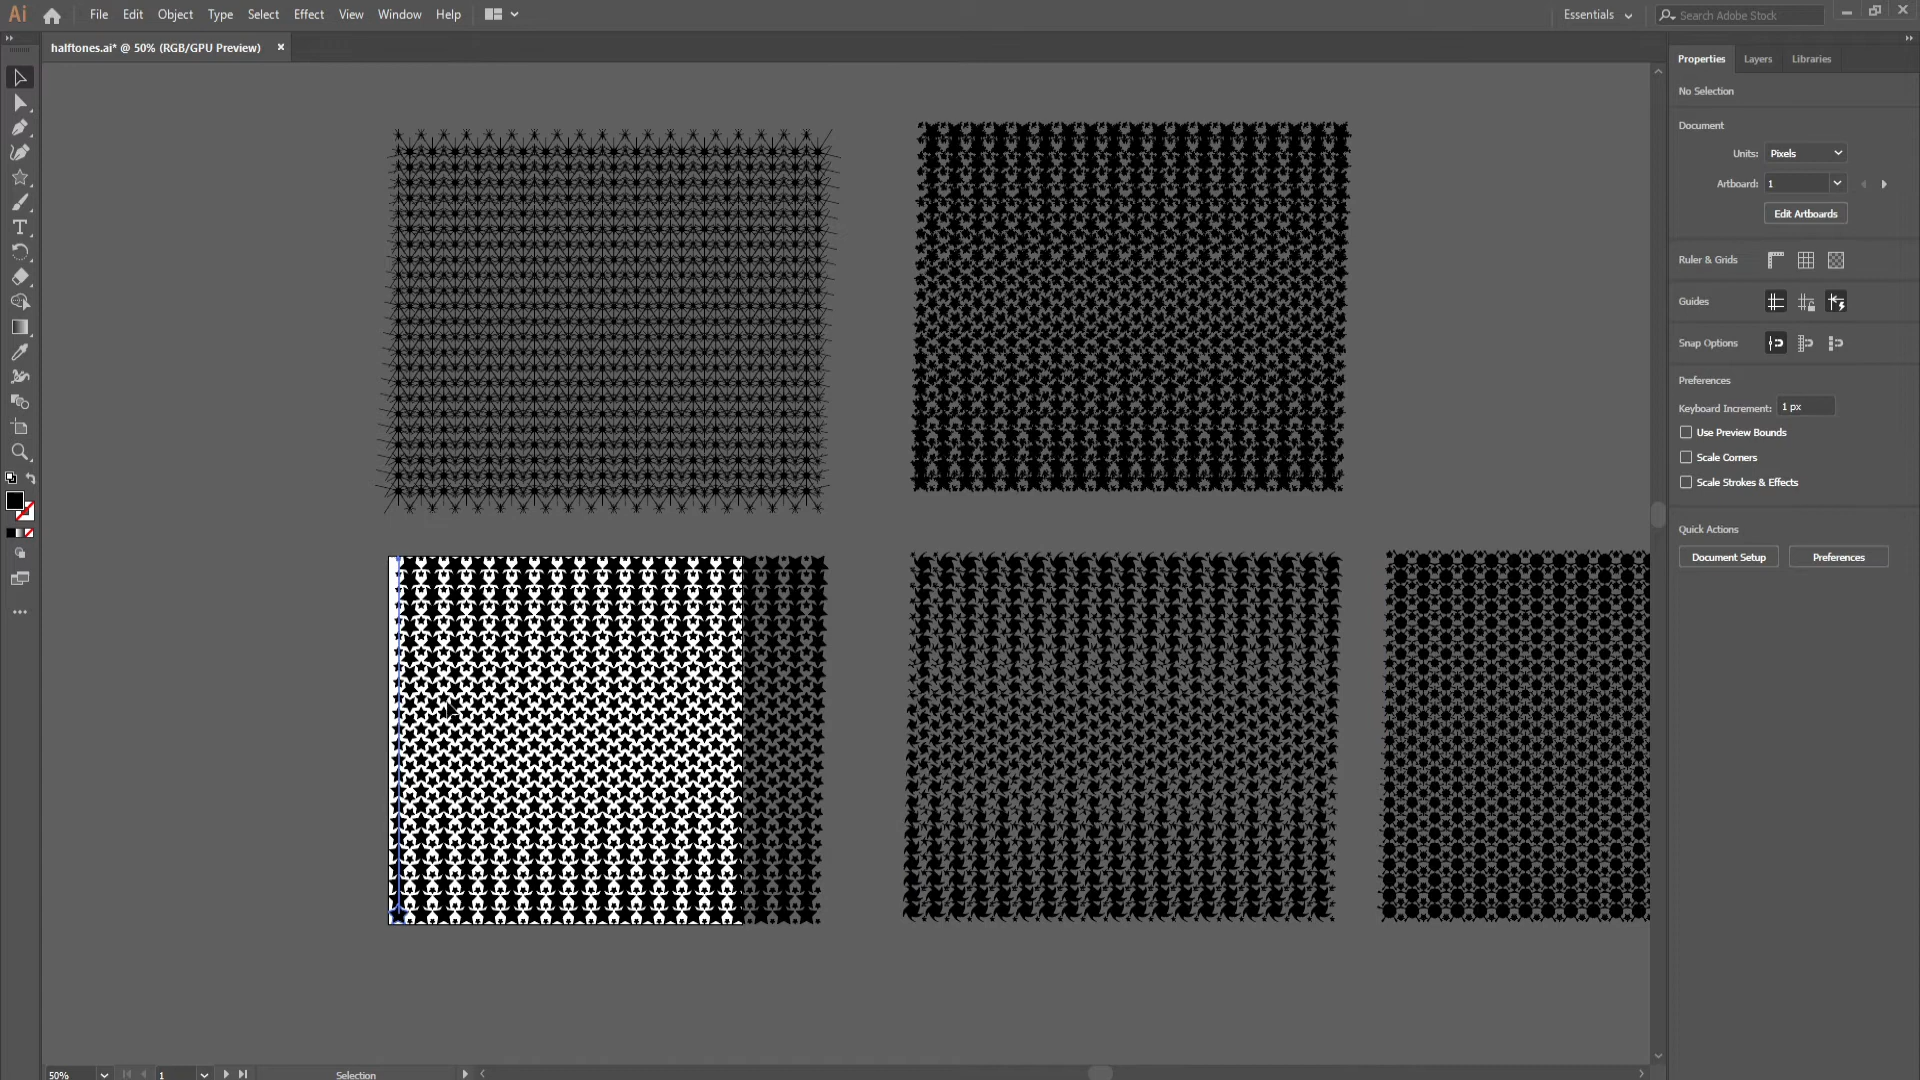 Ai File Edit Object Type Select Effect View Window Help Essentials Search Adobe Stock
halftones.ai* @ 50% (RGB/GPU Preview) ×
Properties Layers Libraries
No Selection
Document
Units: Pixels
Artboard: 1
Edit Artboards
Ruler & Grids
Guides
Snap Options
Preferences
Keyboard Increment: 1 px
Use Preview Bounds
Scale Corners
Scale Strokes & Effects
Quick Actions
Document Setup Preferences
50% 1 Selection